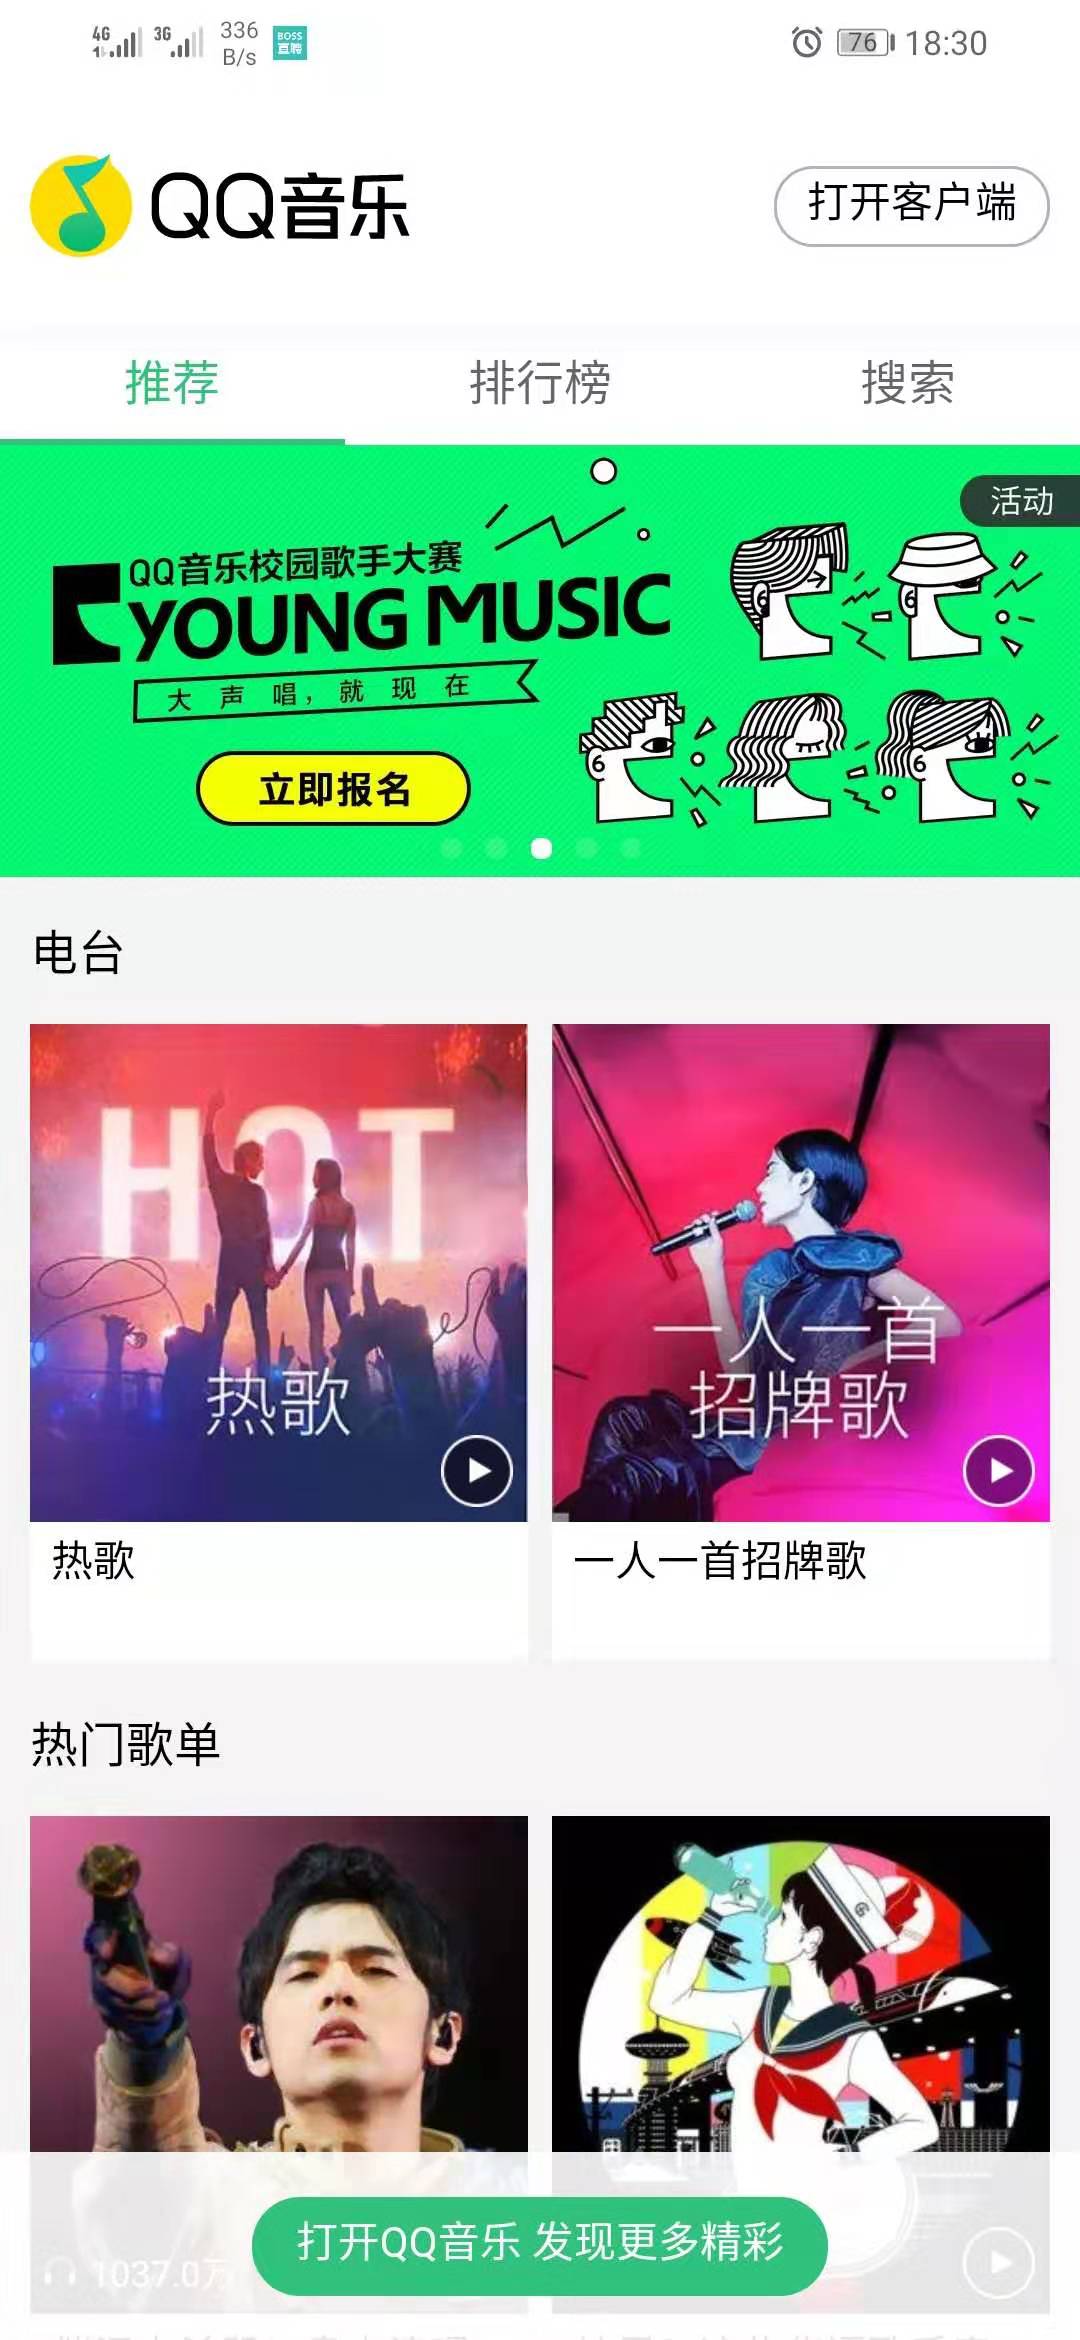 4G 3G 336 B/s BOSS直聘 76 18:30
QQ音乐 打开客户端
推荐 排行榜 搜索
活动
QQ音乐校园歌手大赛
YOUNG MUSIC
大声唱，就现在
立即报名
电台
HOT
热歌
一人一首
招牌歌
热歌 一人一首招牌歌
热门歌单
打开QQ音乐 发现更多精彩
1037.0万